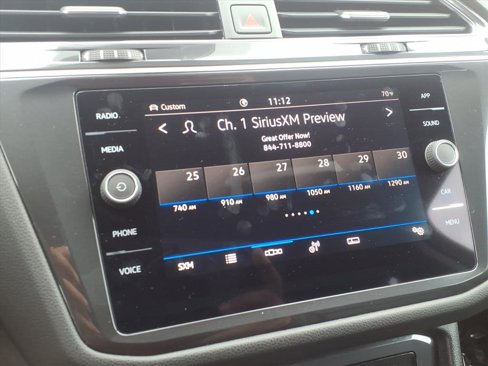 Custom
11:12
70°F
RADIO
MEDIA
PHONE
VOICE
APP
SOUND
CAR
MENU
< Ch. 1 SiriusXM Preview >
Great Offer Now!
844-711-8800
25 26 27 28 29 30
740 AM 910 AM 980 AM 1050 AM 1160 AM 1290 AM
SXM